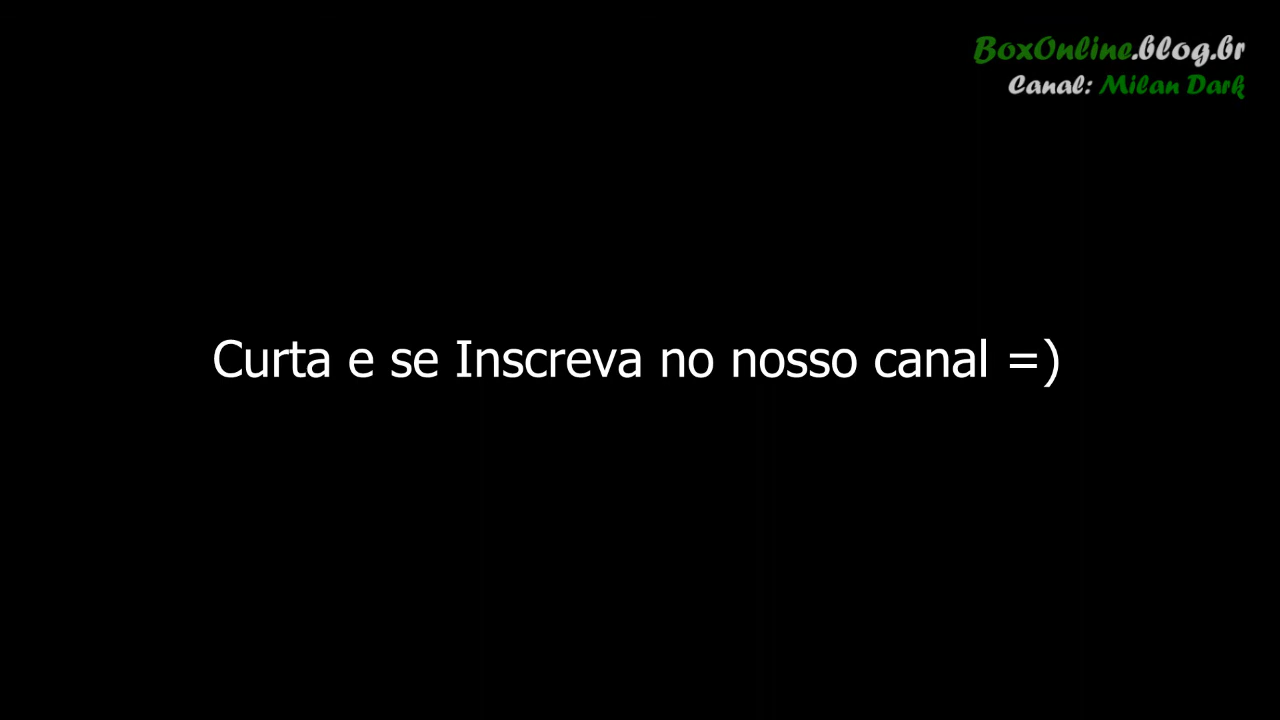 BoxOnline.blog.br
Canal: Milan Dark
Curta e se Inscreva no nosso canal =)